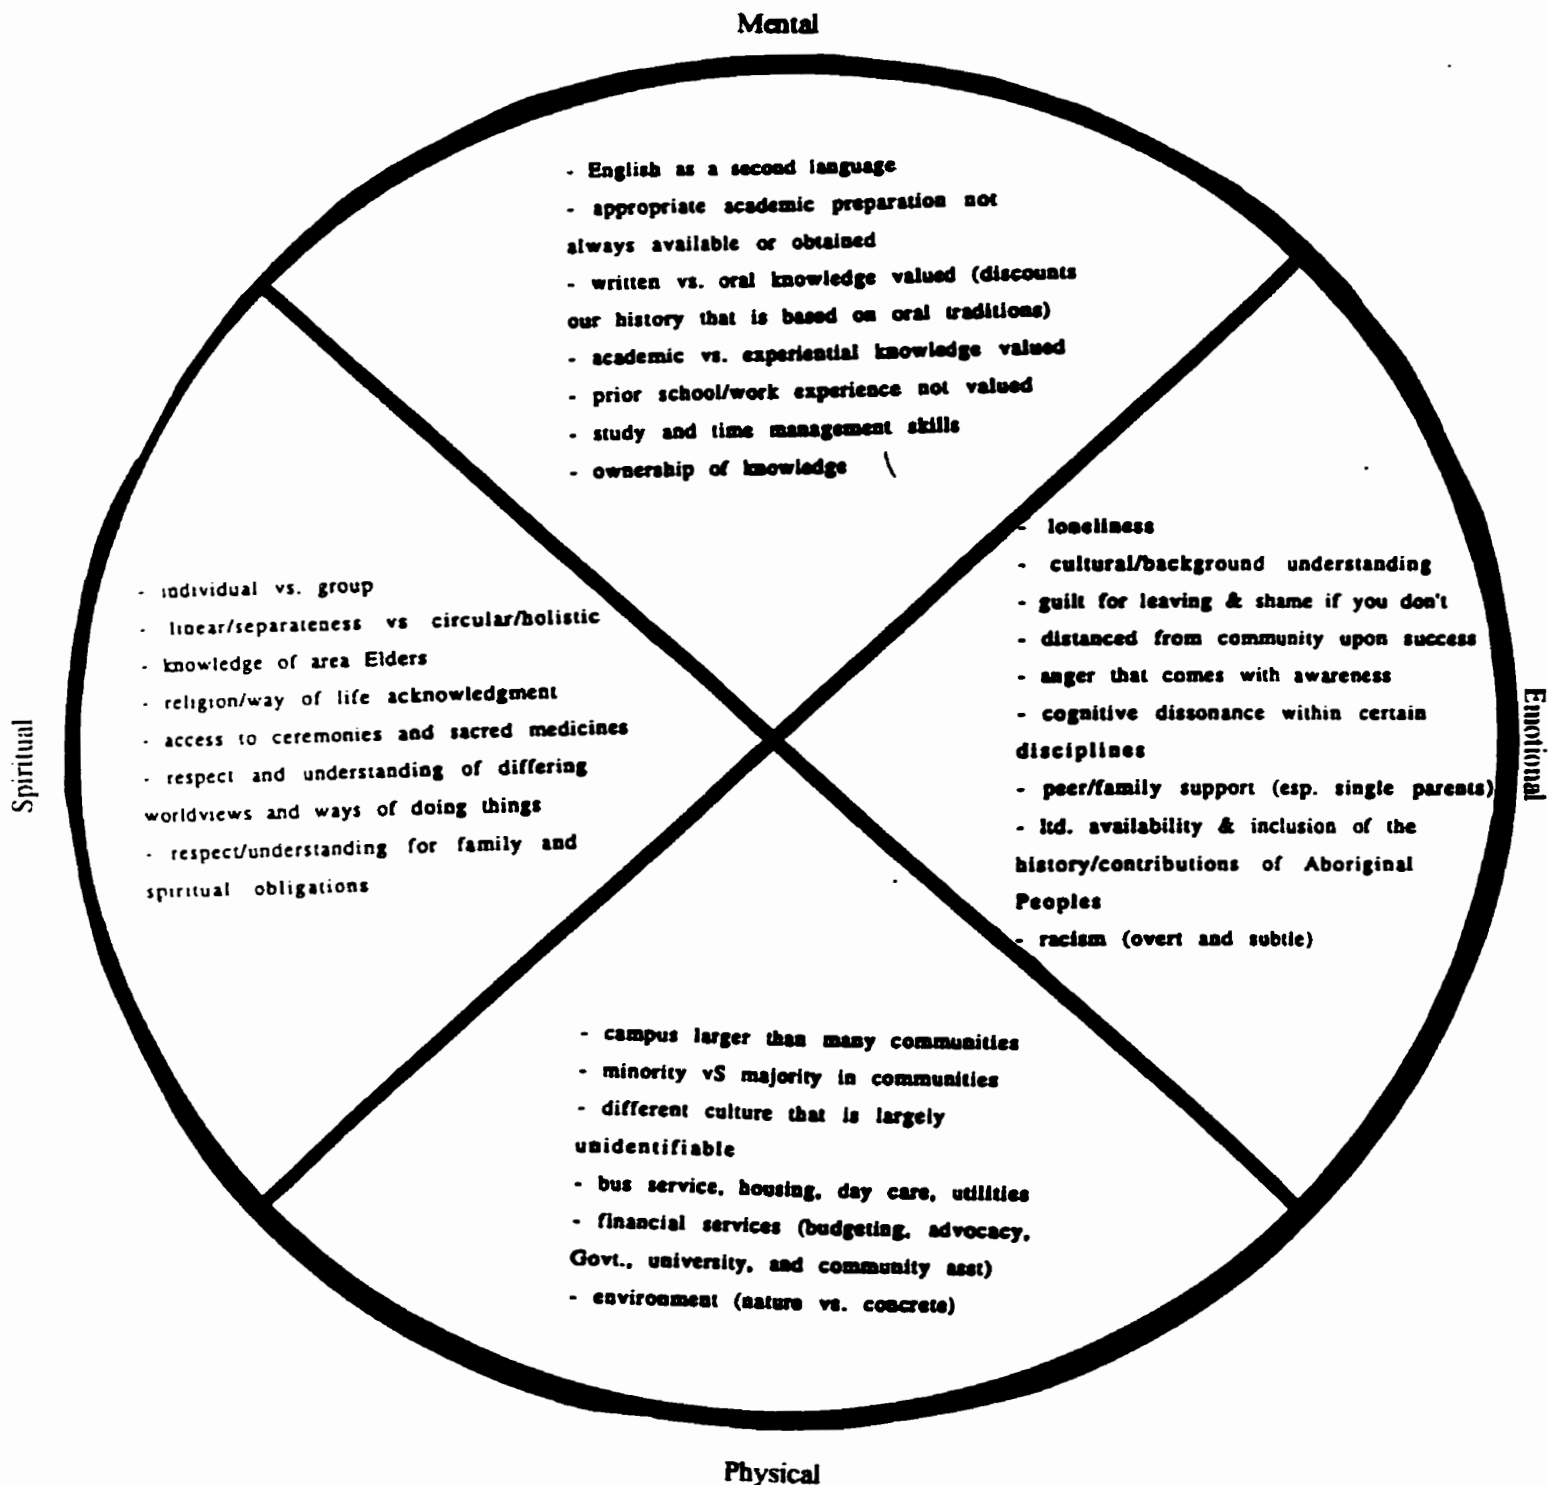 Mental
- English as a second language
- appropriate academic preparation not
always available or obtained
- written vs. oral knowledge valued (discounts
our history that is based on oral traditions)
- academic vs. experiential knowledge valued
- prior school/work experience not valued
- study and time management skills
- ownership of knowledge
Spiritual
- individual vs. group
- linear/separateness vs circular/holistic
- knowledge of area Elders
- religion/way of life acknowledgment
- access to ceremonies and sacred medicines
- respect and understanding of differing
worldviews and ways of doing things
- respect/understanding for family and
spiritual obligations
- loneliness
- cultural/background understanding
- guilt for leaving & shame if you don't
- distanced from community upon success
- anger that comes with awareness
- cognitive dissonance within certain
disciplines
- peer/family support (esp. single parents)
- ltd. availability & inclusion of the
history/contributions of Aboriginal
Peoples
- racism (overt and subtle)
Emotional
- campus larger than many communities
- minority vS majority in communities
- different culture that is largely
unidentifiable
- bus service, housing, day care, utilities
- financial services (budgeting, advocacy,
Govt., university, and community asst)
- environment (nature vs. concrete)
Physical